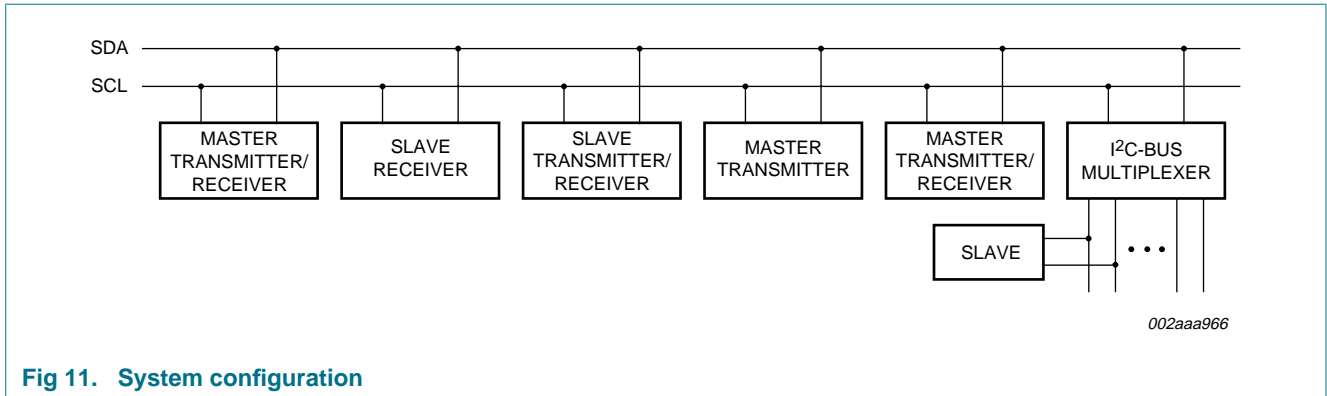 SDA
SCL
MASTER
TRANSMITTER/
RECEIVER
SLAVE
RECEIVER
SLAVE
TRANSMITTER/
RECEIVER
MASTER
TRANSMITTER
MASTER
TRANSMITTER/
RECEIVER
I²C-BUS
MULTIPLEXER
SLAVE
002aaa966
Fig 11. System configuration